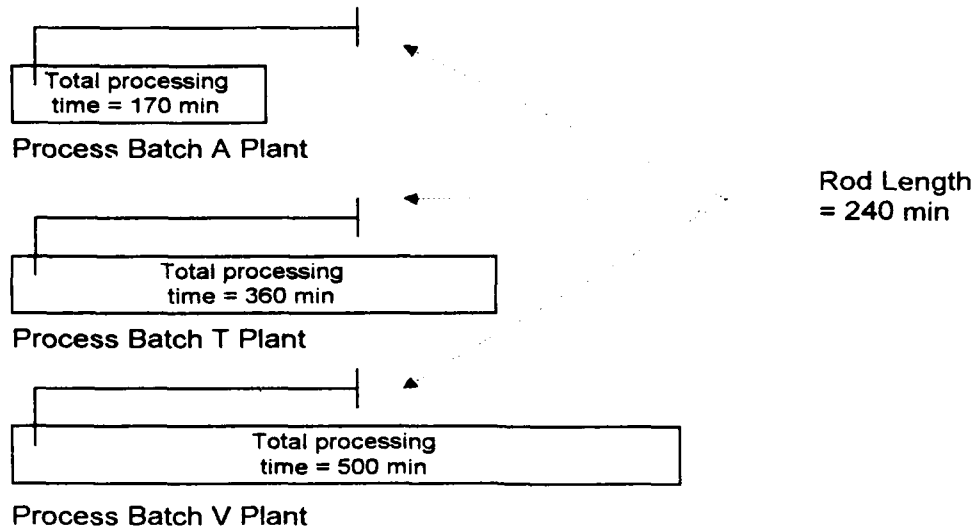 Total processing
time = 170 min
Process Batch A Plant
Rod Length
= 240 min
Total processing
time = 360 min
Process Batch T Plant
Total processing
time = 500 min
Process Batch V Plant